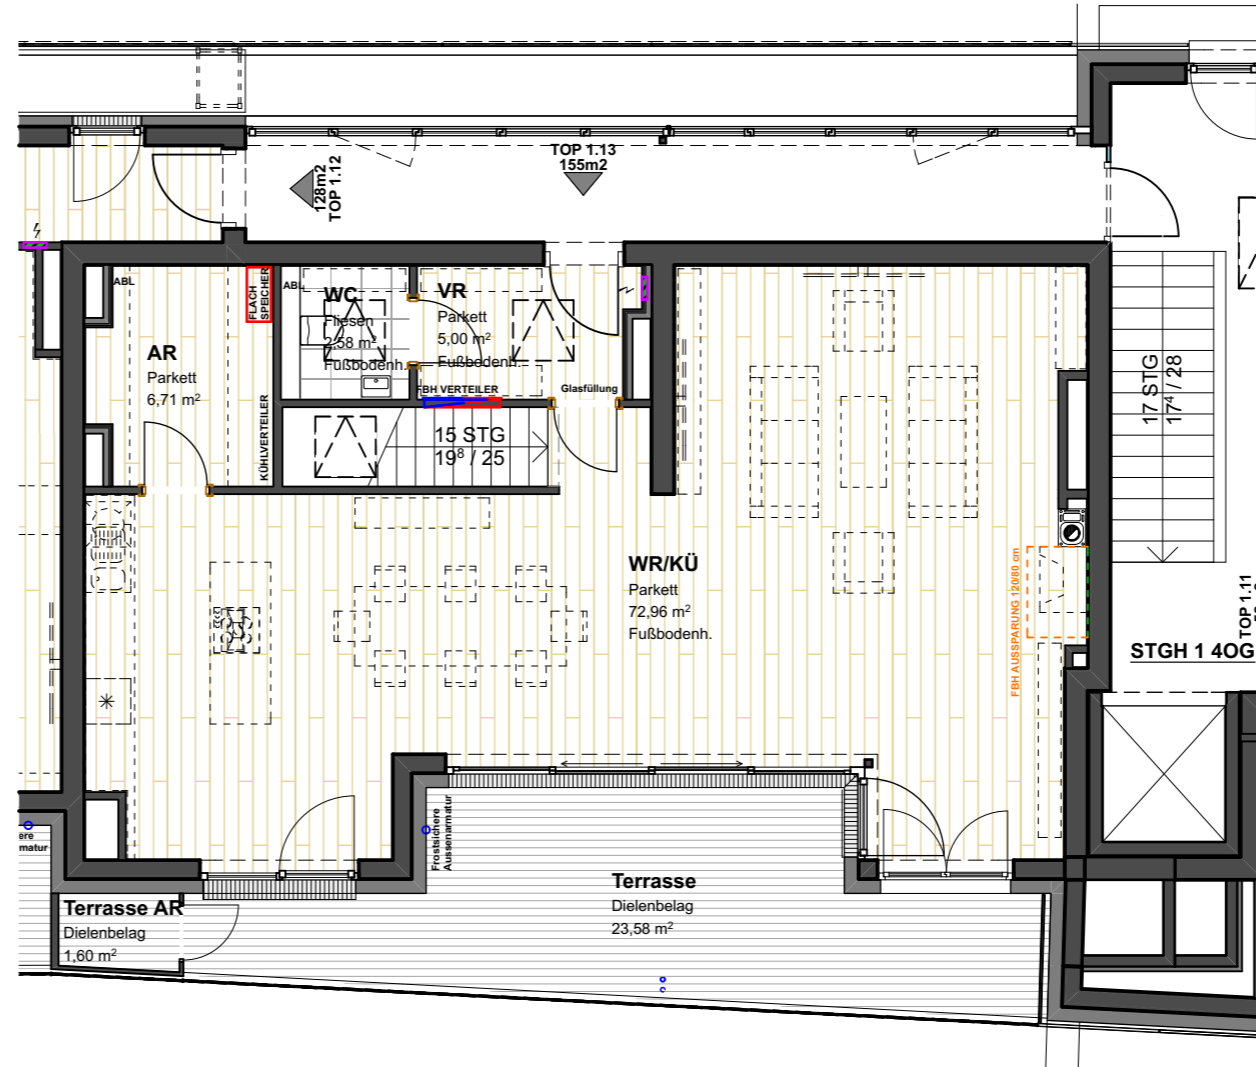 TOP 1.13
155m2
128m2
TOP 1.12
ABL
FLACH
SPEICHER
ABL
WC
Fliesen
2,58 m²
Fußbodenh.
VR
Parkett
5,00 m²
Fußbodenh.
AR
Parkett
6,71 m²
KÜHLVERTEILER
FBH VERTEILER
Glasfüllung
15 STG
19⁸ / 25
17 STG
17⁴ / 28
WR/KÜ
Parkett
72,96 m²
Fußbodenh.
FBH AUSSPARUNG 120/80 cm
TOP 1.11
STGH 1 4OG
Frostsichere
Aussenarmatur
ere
rmatur
Terrasse
Dielenbelag
23,58 m²
Terrasse AR
Dielenbelag
1,60 m²